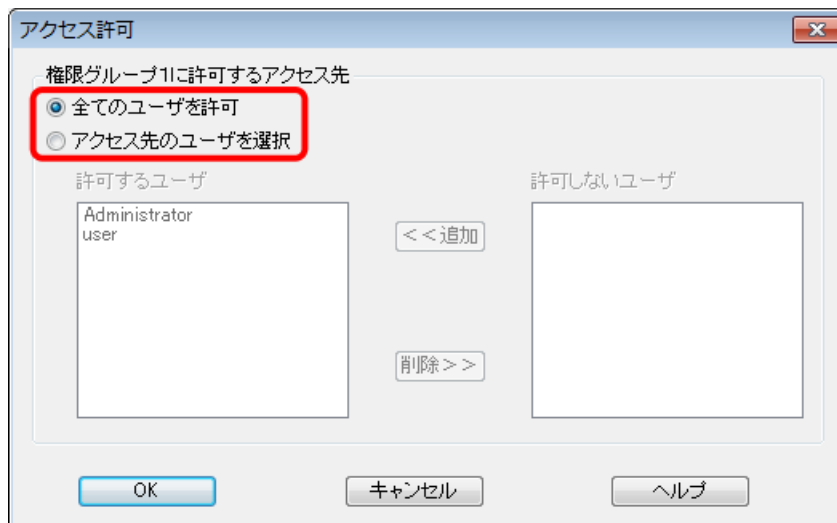 アクセス許可
権限グループ1に許可するアクセス先
全てのユーザを許可
アクセス先のユーザを選択
許可するユーザ
許可しないユーザ
Administrator
user
<<追加
削除>>
OK
キャンセル
ヘルプ